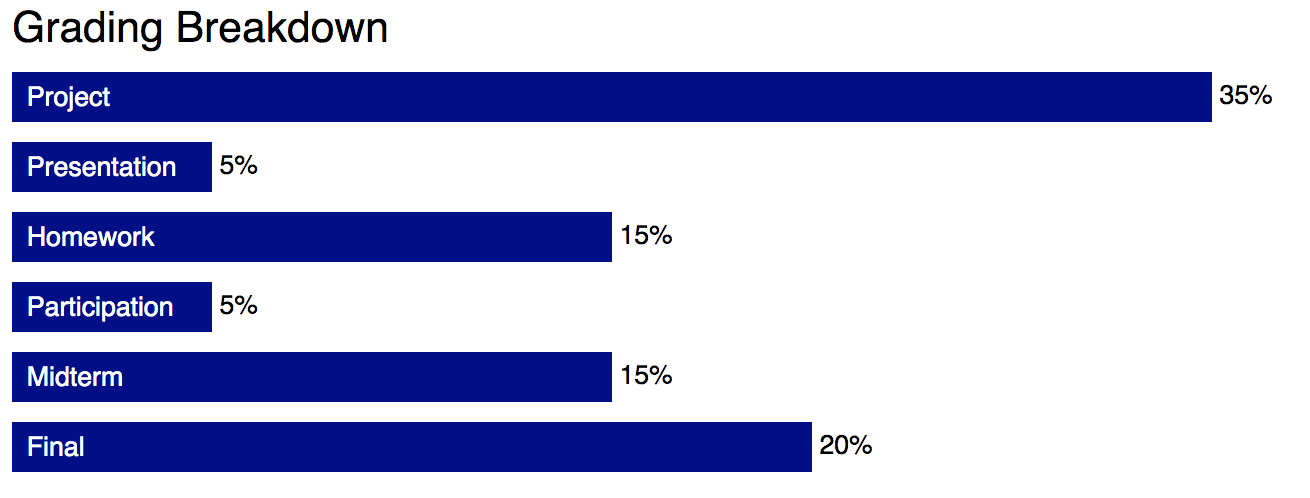 Grading Breakdown
Project 35%
Presentation 5%
Homework 15%
Participation 5%
Midterm 15%
Final 20%